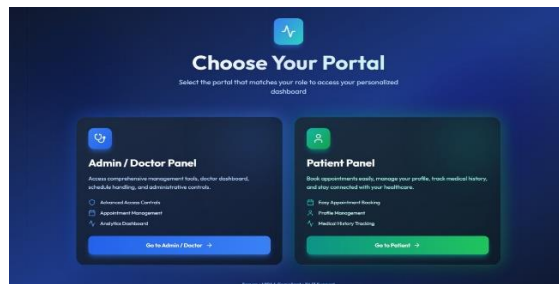 Choose Your Portal
Select the portal that matches your role to access your personalized
dashboard
Admin / Doctor Panel
Access comprehensive management tools, doctor dashboard,
schedule handling, and administrative controls.
Advanced Access Controls
Appointment Management
Analytics Dashboard
Go to Admin / Doctor →
Patient Panel
Book appointments easily, manage your profile, track medical history,
and stay connected with your healthcare.
Easy Appointment Booking
Profile Management
Medical History Tracking
Go to Patient →